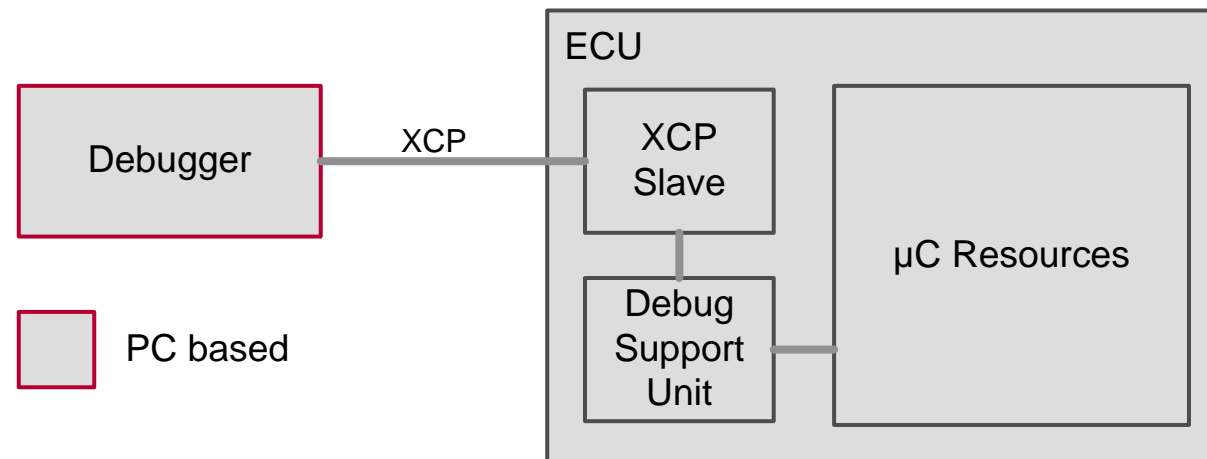 ECU
Debugger
XCP
XCP
Slave
µC Resources
Debug
Support
Unit
PC based